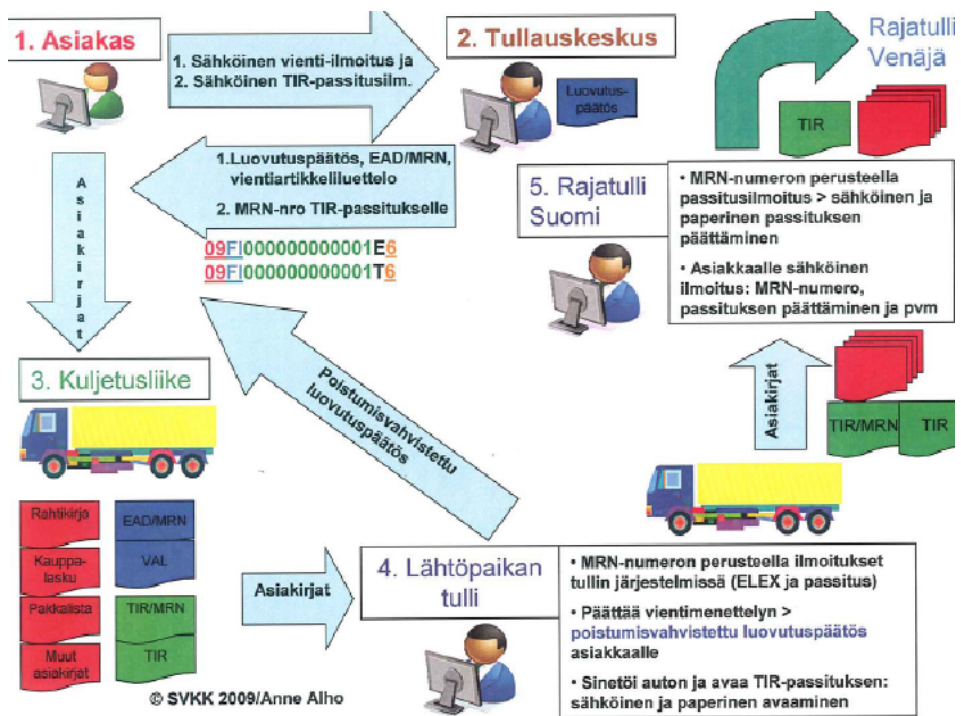 1. Asiakas
1. Sähköinen vienti-ilmoitus ja
2. Sähköinen TIR-passitusilm.
2. Tullauskeskus
Luovutus-
päätös
Rajatulli
Venäjä
TIR
1.Luovutuspäätös, EAD/MRN,
vientiartikkeliluettelo
2. MRN-nro TIR-passitukselle
09FI000000000001E6
09FI000000000001T6
Asiakirjat
5. Rajatulli
Suomi
• MRN-numeron perusteella
passitusilmoitus > sähköinen ja
paperinen passituksen
päättäminen
• Asiakkaalle sähköinen
ilmoitus: MRN-numero,
passituksen päättäminen ja pvm
3. Kuljetusliike
Poistumisvahvistettu
luovutuspäätös
Asiakirjat
TIR/MRN
TIR
Rahtikirja
EAD/MRN
Kauppa-
lasku
VAL
Pakkalista
TIR/MRN
Muut
asiakirjat
TIR
Asiakirjat
4. Lähtöpaikan
tulli
• MRN-numeron perusteella ilmoitukset
tullin järjestelmissä (ELEX ja passitus)
• Päättää vientimenettelyn >
poistumisvahvistettu luovutuspäätös
asiakkaalle
• Sinetöi auton ja avaa TIR-passituksen:
sähköinen ja paperinen avaaminen
© SVKK 2009/Anne Alho